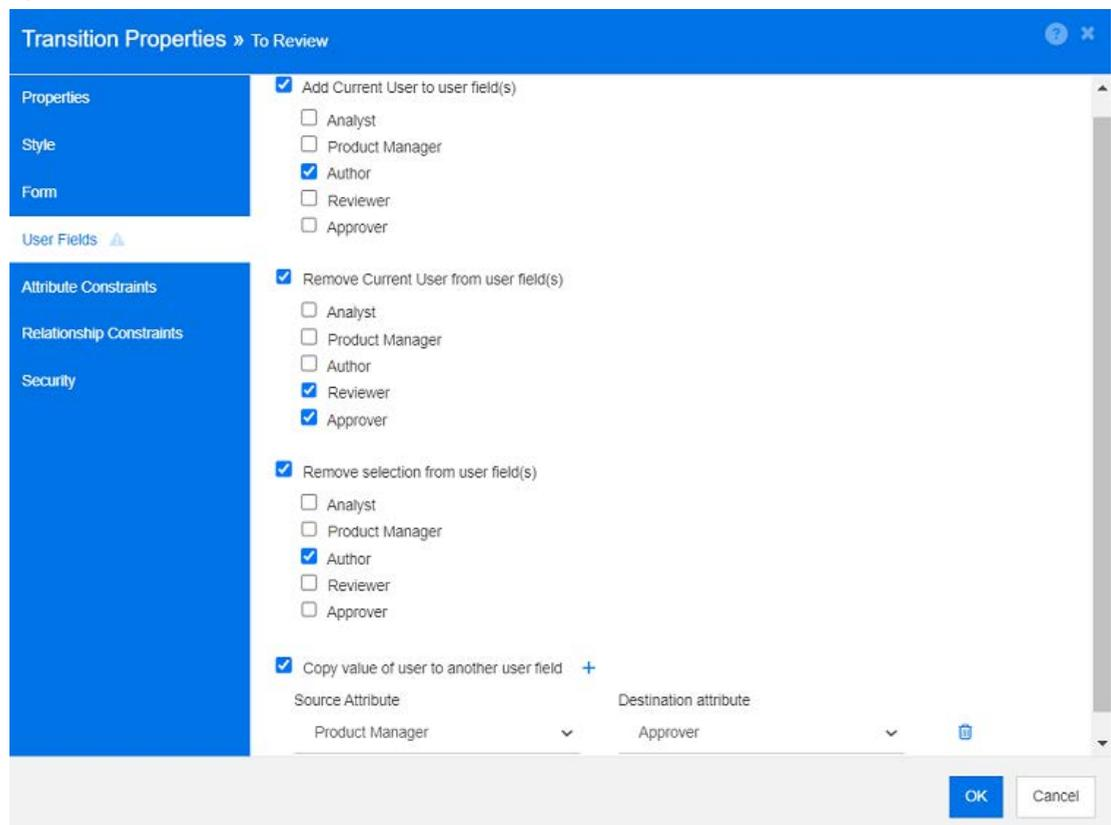 Transition Properties » To Review
Properties
Style
Form
User Fields
Attribute Constraints
Relationship Constraints
Security
Add Current User to user field(s)
Analyst
Product Manager
Author
Reviewer
Approver
Remove Current User from user field(s)
Analyst
Product Manager
Author
Reviewer
Approver
Remove selection from user field(s)
Analyst
Product Manager
Author
Reviewer
Approver
Copy value of user to another user field +
Source Attribute Destination attribute
Product Manager Approver
OK Cancel